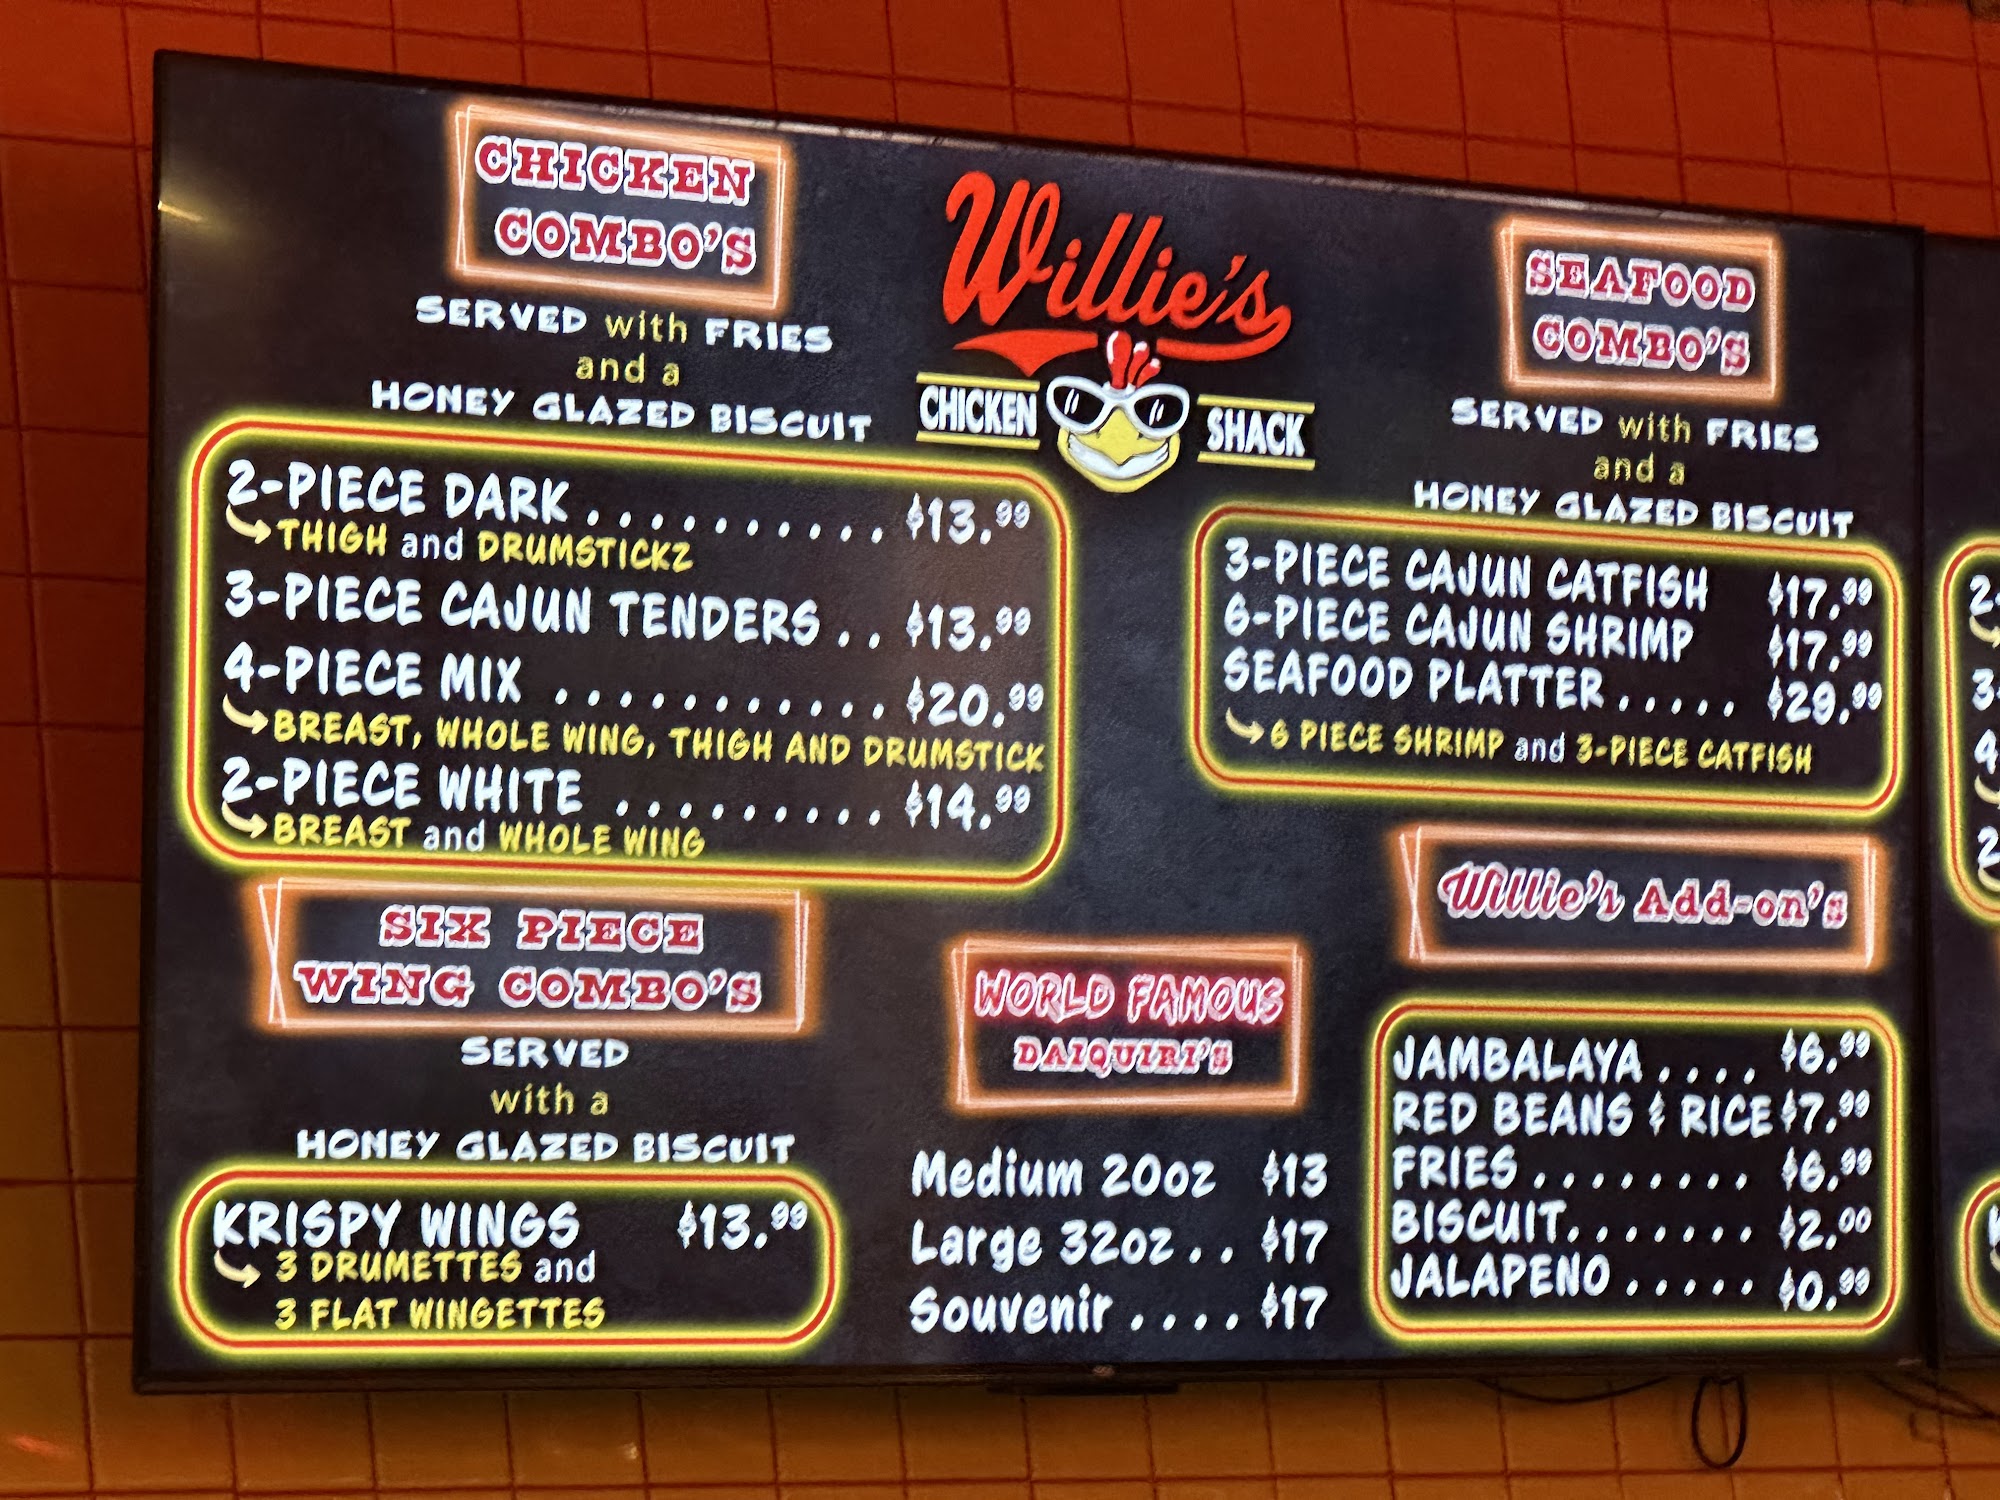 CHICKEN
COMBO'S
SERVED with FRIES
and a
HONEY GLAZED BISCUIT
2-PIECE DARK.......... $13.99
THIGH and DRUMSTICKZ
3-PIECE CAJUN TENDERS.. $13.99
4-PIECE MIX ........... $20.99
BREAST, WHOLE WING, THIGH AND DRUMSTICK
2-PIECE WHITE ......... $14.99
BREAST and WHOLE WING
SIX PIECE
WING COMBO'S
SERVED
with a
HONEY GLAZED BISCUIT
KRISPY WINGS $13.99
3 DRUMETTES and
3 FLAT WINGETTES
Willie's
CHICKEN SHACK
WORLD FAMOUS
DAIQUIRI'S
Medium 20oz $13
Large 32oz.. $17
Souvenir.... $17
SEAFOOD
COMBO'S
SERVED with FRIES
and a
HONEY GLAZED BISCUIT
3-PIECE CAJUN CATFISH $17.99
6-PIECE CAJUN SHRIMP $17.99
SEAFOOD PLATTER..... $29.99
6 PIECE SHRIMP and 3-PIECE CATFISH
Willie's Add-on's
JAMBALAYA.... $6.99
RED BEANS & RICE $7.99
FRIES........ $6.99
BISCUIT....... $2.00
JALAPENO..... $0.99
2-
3-
4
2